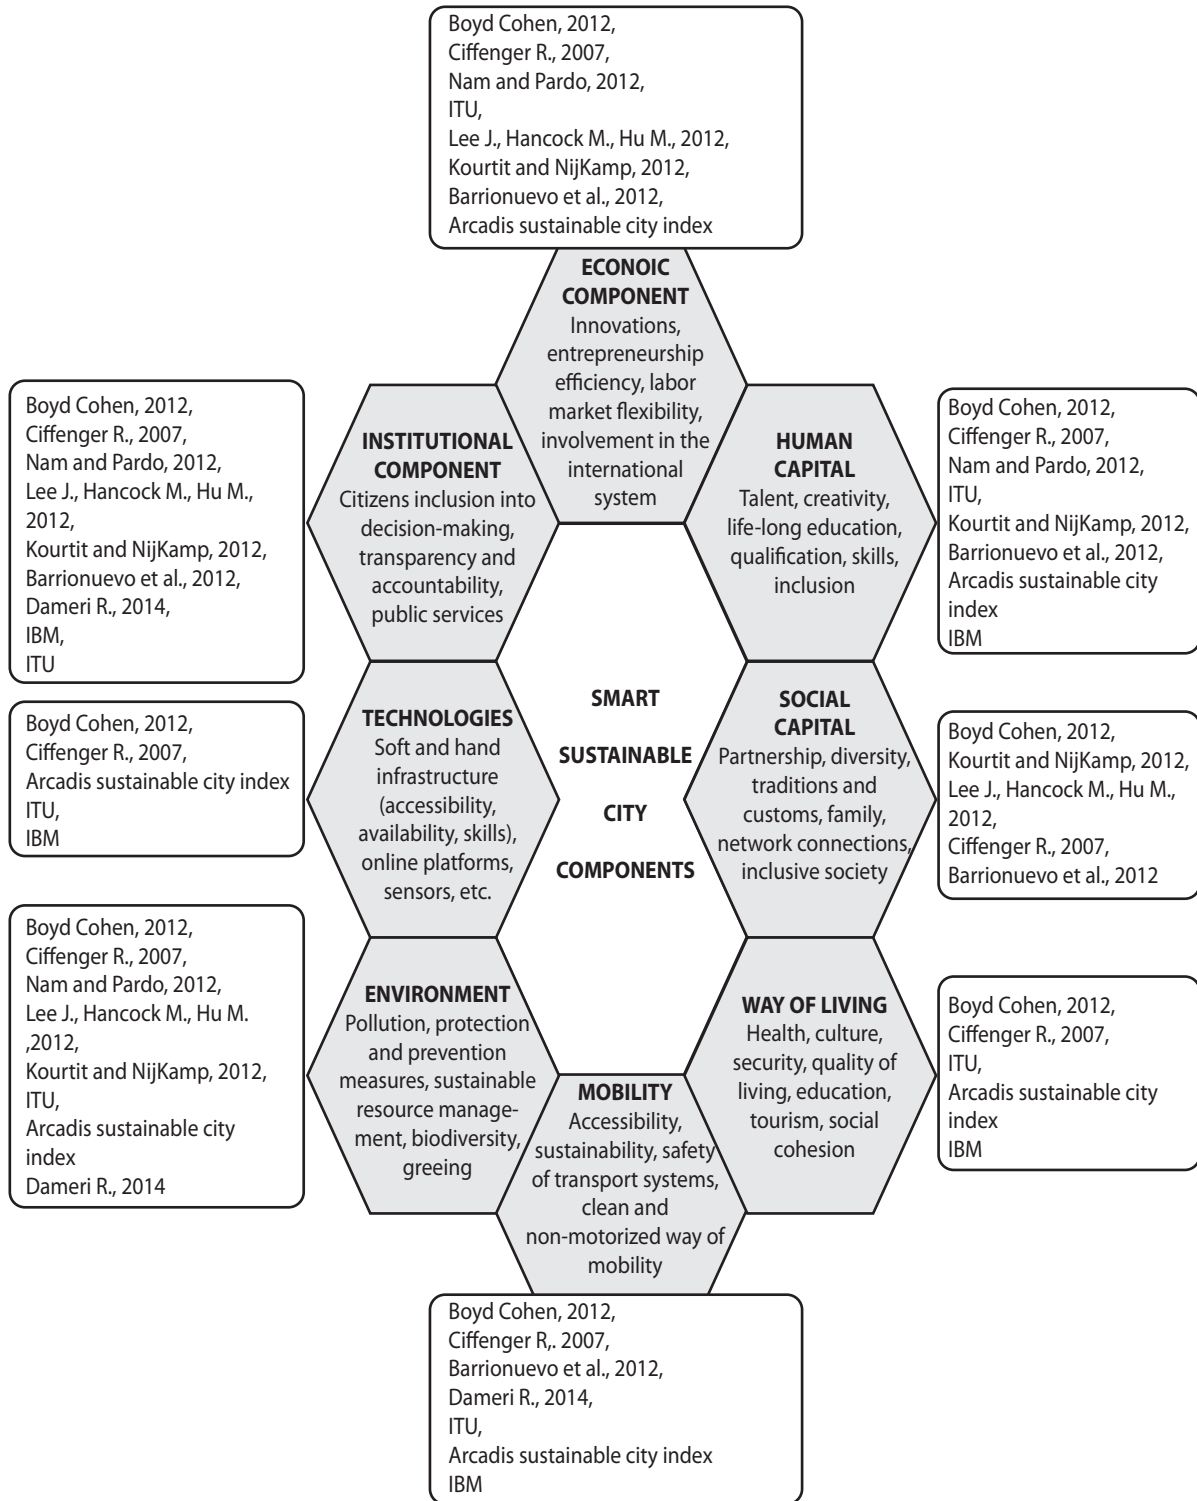 Boyd Cohen, 2012,
Ciffenger R., 2007,
Nam and Pardo, 2012,
ITU,
Lee J., Hancock M., Hu M., 2012,
Kourtit and NijKamp, 2012,
Barrionuevo et al., 2012,
Arcadis sustainable city index
ECONOIC
COMPONENT
Innovations,
entrepreneurship
efficiency, labor
market flexibility,
involvement in the
international
system
Boyd Cohen, 2012,
Ciffenger R., 2007,
Nam and Pardo, 2012,
Lee J., Hancock M., Hu M.,
2012,
Kourtit and NijKamp, 2012,
Barrionuevo et al., 2012,
Dameri R., 2014,
IBM,
ITU
INSTITUTIONAL
COMPONENT
Citizens inclusion into
decision-making,
transparency and
accountability,
public services
HUMAN
CAPITAL
Talent, creativity,
life-long education,
qualification, skills,
inclusion
Boyd Cohen, 2012,
Ciffenger R., 2007,
Nam and Pardo, 2012,
ITU,
Kourtit and NijKamp, 2012,
Barrionuevo et al., 2012,
Arcadis sustainable city
index
IBM
Boyd Cohen, 2012,
Ciffenger R., 2007,
Arcadis sustainable city index
ITU,
IBM
TECHNOLOGIES
Soft and hand
infrastructure
(accessibility,
availability, skills),
online platforms,
sensors, etc.
SMART
SUSTAINABLE
CITY
COMPONENTS
SOCIAL
CAPITAL
Partnership, diversity,
traditions and
customs, family,
network connections,
inclusive society
Boyd Cohen, 2012,
Kourtit and NijKamp, 2012,
Lee J., Hancock M., Hu M.,
2012,
Ciffenger R., 2007,
Barrionuevo et al., 2012
Boyd Cohen, 2012,
Ciffenger R., 2007,
Nam and Pardo, 2012,
Lee J., Hancock M., Hu M.
,2012,
Kourtit and NijKamp, 2012,
ITU,
Arcadis sustainable city
index
Dameri R., 2014
ENVIRONMENT
Pollution, protection
and prevention
measures, sustainable
resource manage-
ment, biodiversity,
greeing
WAY OF LIVING
Health, culture,
security, quality of
living, education,
tourism, social
cohesion
Boyd Cohen, 2012,
Ciffenger R., 2007,
ITU,
Arcadis sustainable city
index
IBM
MOBILITY
Accessibility,
sustainability, safety
of transport systems,
clean and
non-motorized way of
mobility
Boyd Cohen, 2012,
Ciffenger R,. 2007,
Barrionuevo et al., 2012,
Dameri R., 2014,
ITU,
Arcadis sustainable city index
IBM